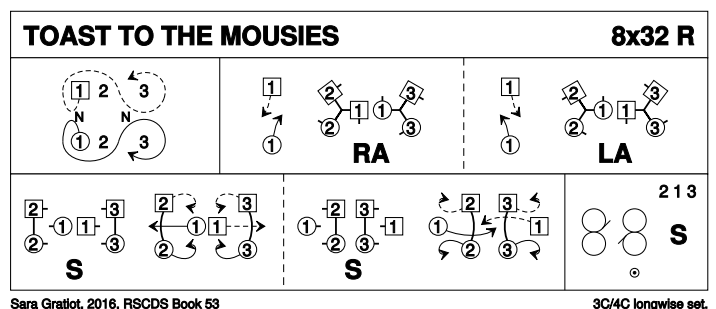 TOAST TO THE MOUSIES 8x32 R
1 2 3
N N
1 2 3
1 1
RA
2 1 1 3
2 3
1 1
LA
2 1 1 3
2 3
2 1 1 3
2 3
S
2 1 1 3
2 3
2 3
1 1
2 3
S
2 3
1 1
2 3
2 1 3
S
Sara Gratiot, 2016, RSCDS Book 53
3C/4C longwise set.